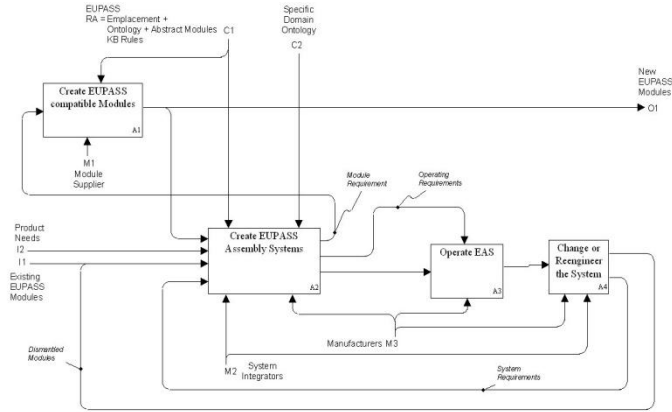 EUPASS
RA = Emplacement +
Ontology + Abstract Modules
KB Rules
C1
Specific
Domain
Ontology
C2
New
EUPASS
Modules
O1
Create EUPASS
compatible Modules
A1
M1
Module
Supplier
Module
Requirement
Operating
Requirements
Product
Needs
I2
I1
Existing
EUPASS
Modules
Create EUPASS
Assembly Systems
A2
Operate EAS
A3
Change or
Reengineer
the System
A4
Manufacturers M3
Dismantled
Modules
M2
System
Integrators
System
Requirements